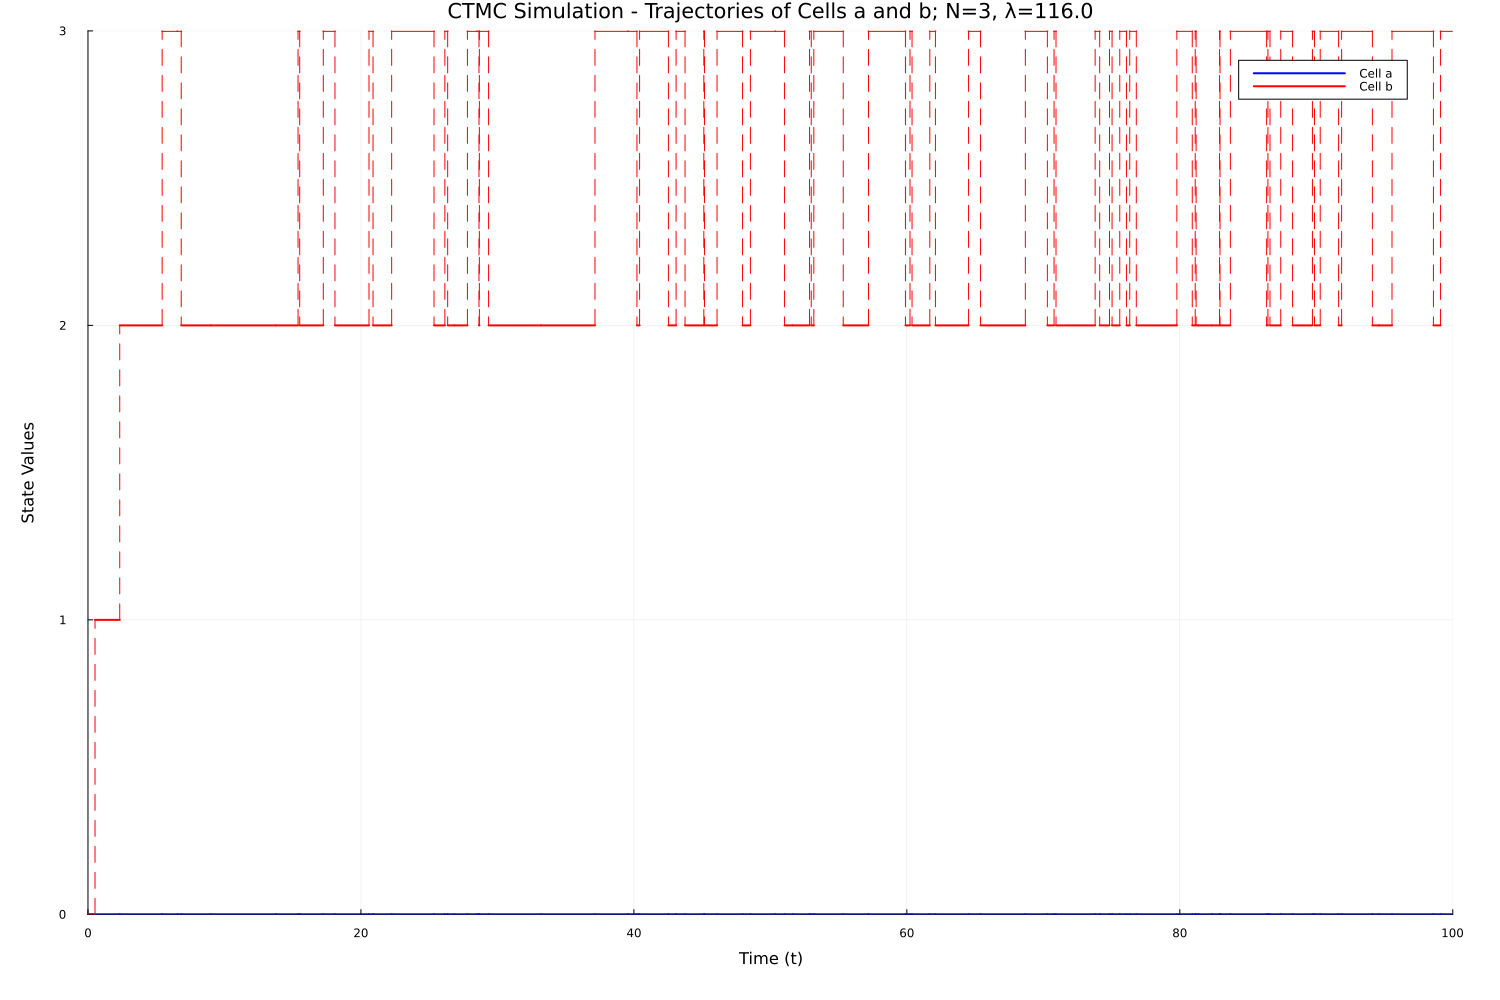 CTMC Simulation - Trajectories of Cells a and b; N=3, λ=116.0
3
Cell a
Cell b
2
State Values
1
0
0 20 40 60 80 100
Time (t)